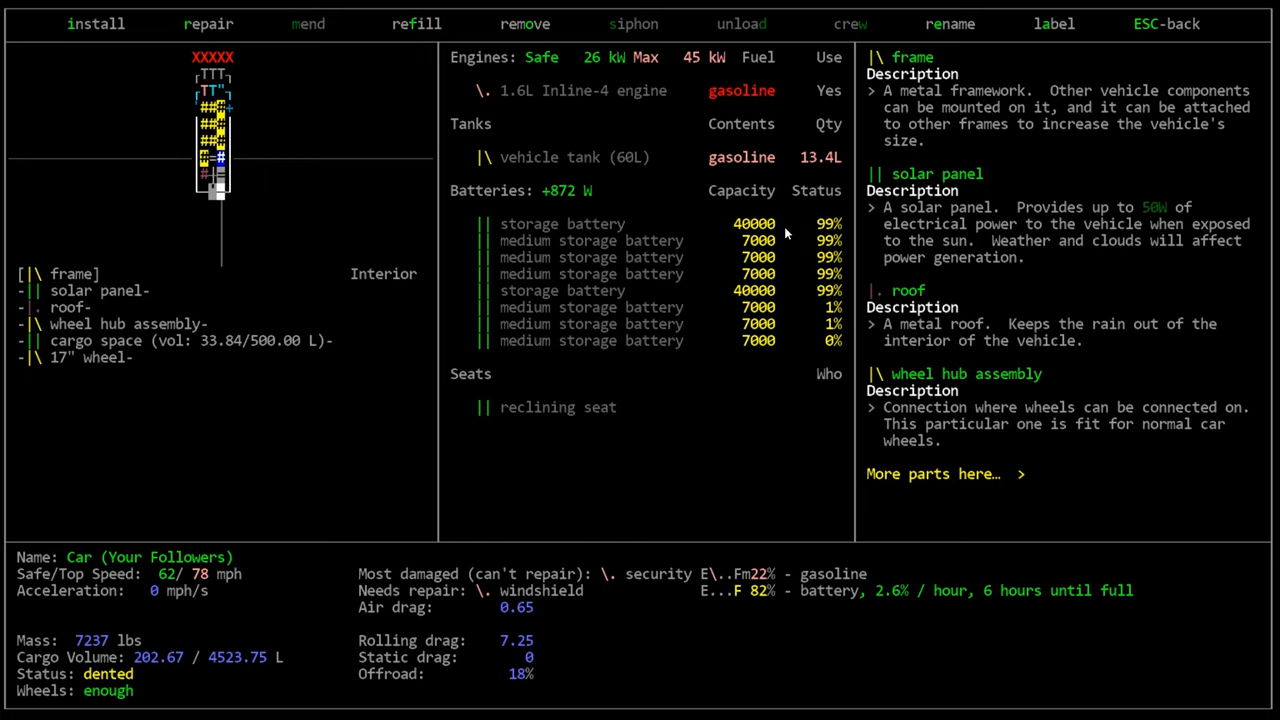 install repair mend refill remove siphon unload crew rename label ESC-back
XXXXX
TTT
TT"
##
##
##
[|\ frame] Interior
-|| solar panel-
-|. roof-
-|\ wheel hub assembly-
-|| cargo space (vol: 33.84/500.00 L)-
-|\ 17" wheel-
Engines: Safe 26 kW Max 45 kW Fuel Use
\. 1.6L Inline-4 engine gasoline Yes
Tanks Contents Qty
|\ vehicle tank (60L) gasoline 13.4L
Batteries: +872 W Capacity Status
|| storage battery 40000 99%
|| medium storage battery 7000 99%
|| medium storage battery 7000 99%
|| medium storage battery 7000 99%
|| storage battery 40000 99%
|| medium storage battery 7000 1%
|| medium storage battery 7000 1%
|| medium storage battery 7000 0%
Seats Who
|| reclining seat
|\ frame
Description
> A metal framework. Other vehicle components
can be mounted on it, and it can be attached
to other frames to increase the vehicle's
size.
|| solar panel
Description
> A solar panel. Provides up to 50W of
electrical power to the vehicle when exposed
to the sun. Weather and clouds will affect
power generation.
|. roof
Description
> A metal roof. Keeps the rain out of the
interior of the vehicle.
|\ wheel hub assembly
Description
> Connection where wheels can be connected on.
This particular one is fit for normal car
wheels.
More parts here… >
Name: Car (Your Followers)
Safe/Top Speed: 62/ 78 mph
Acceleration: 0 mph/s
Mass: 7237 lbs
Cargo Volume: 202.67 / 4523.75 L
Status: dented
Wheels: enough
Most damaged (can't repair): \. security E\..Fm22% - gasoline
Needs repair: \. windshield E...F 82% - battery, 2.6% / hour, 6 hours until full
Air drag: 0.65
Rolling drag: 7.25
Static drag: 0
Offroad: 18%